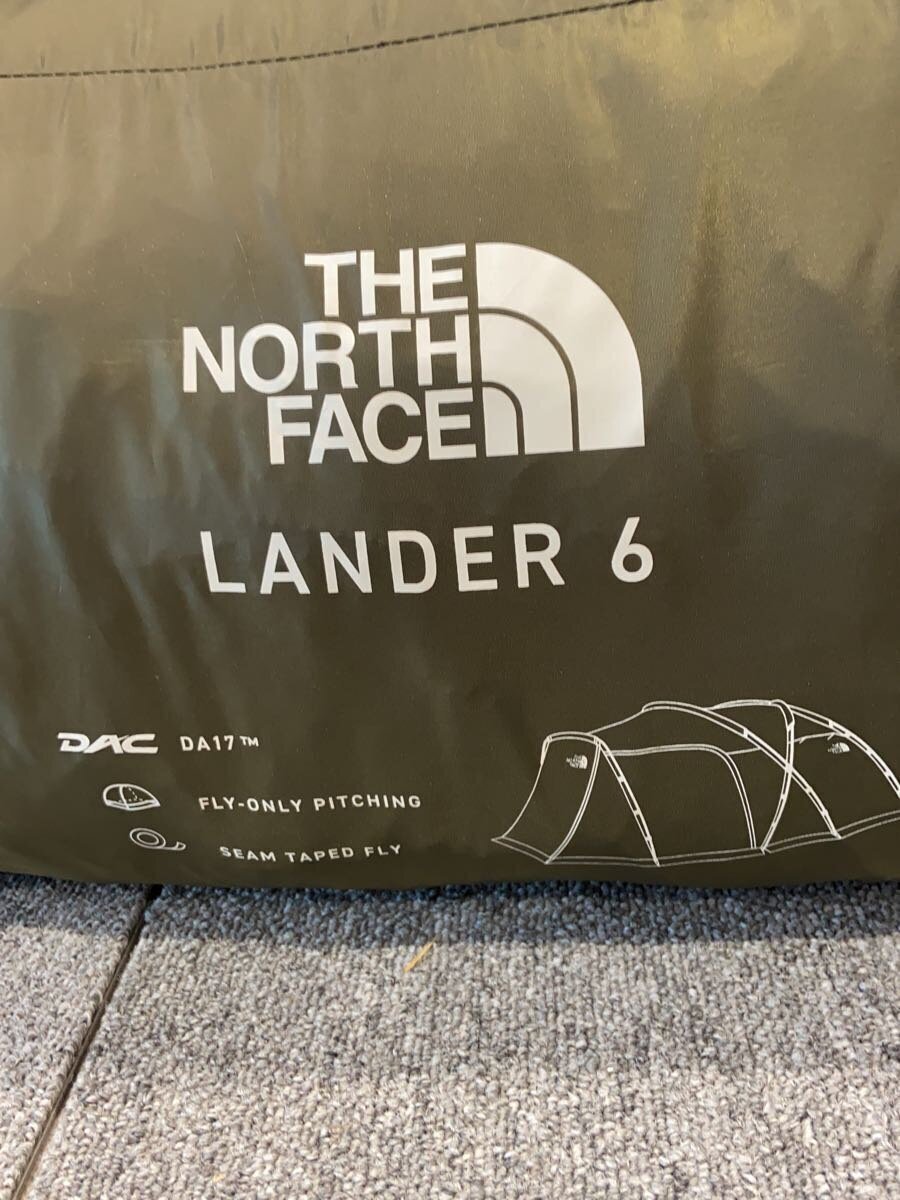 THE
NORTH
FACE
LANDER 6
DAC DA17™
FLY-ONLY PITCHING
SEAM TAPED FLY